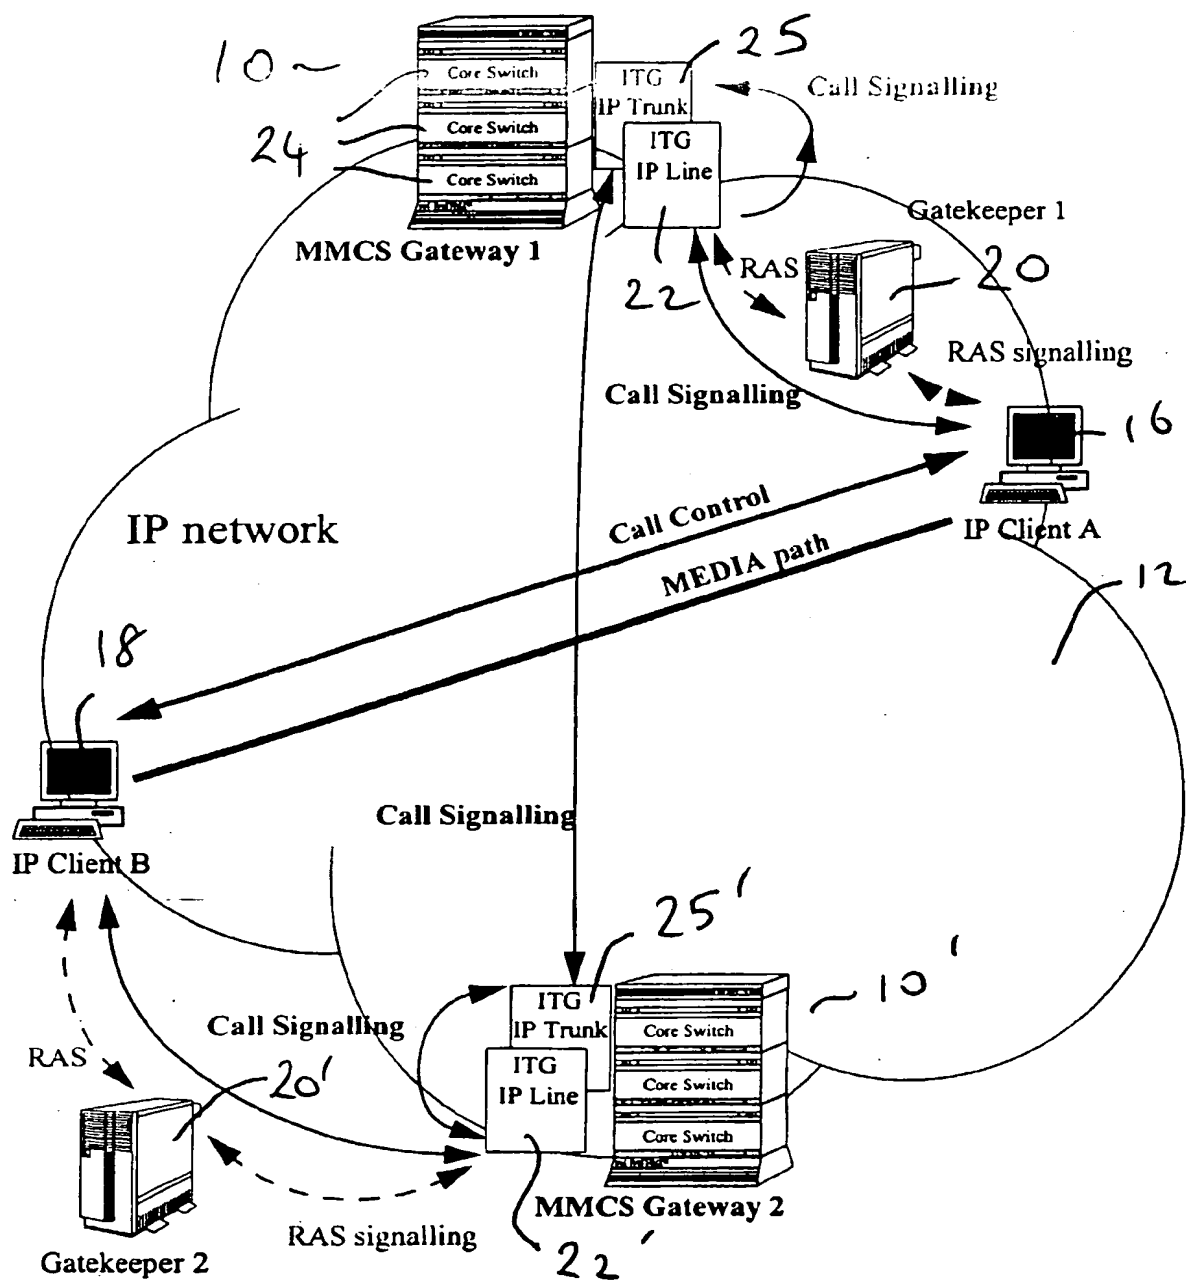 25
10
Core Switch
ITG
IP Trunk
Call Signalling
24
Core Switch
ITG
IP Line
Core Switch
MMCS Gateway 1
Gatekeeper 1
22
RAS
20
RAS signalling
Call Signalling
16
IP network
Call Control
IP Client A
MEDIA path
12
18
Call Signalling
IP Client B
25'
10'
ITG
IP Trunk
Core Switch
Call Signalling
RAS
20'
ITG
IP Line
Core Switch
Core Switch
MMCS Gateway 2
RAS signalling
Gatekeeper 2
22'